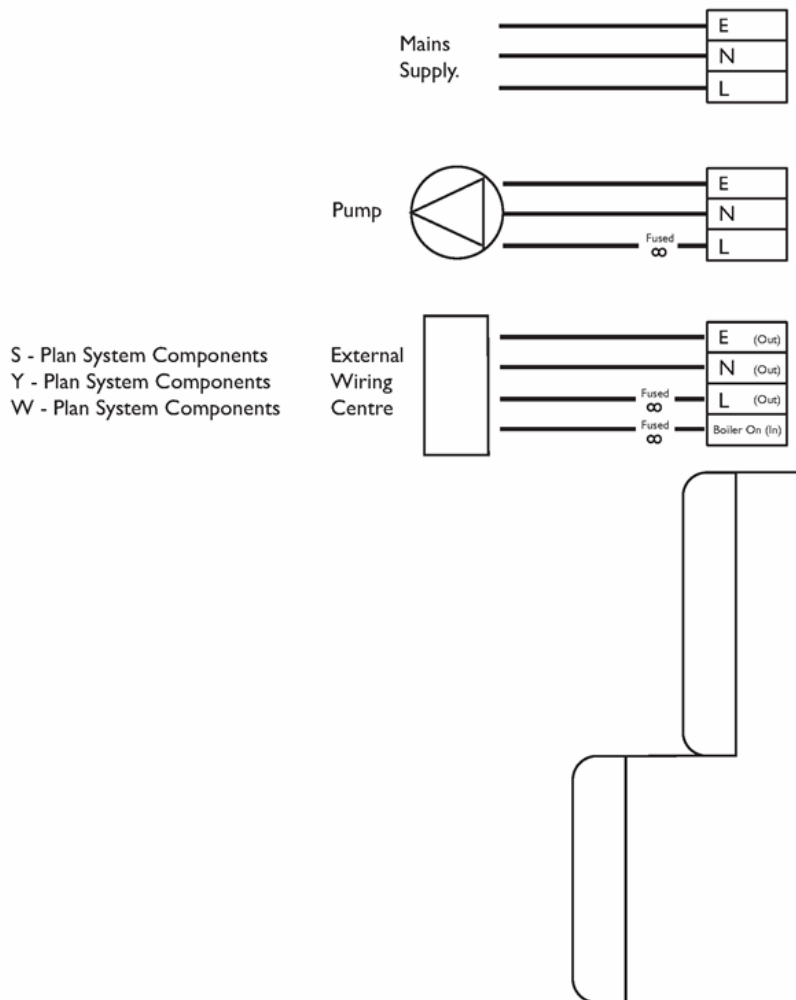 Mains
Supply.
E
N
L
Pump
E
N
Fused
L
S - Plan System Components
Y - Plan System Components
W - Plan System Components
External
Wiring
Centre
E (Out)
N (Out)
Fused
L (Out)
Fused
Boiler On (In)